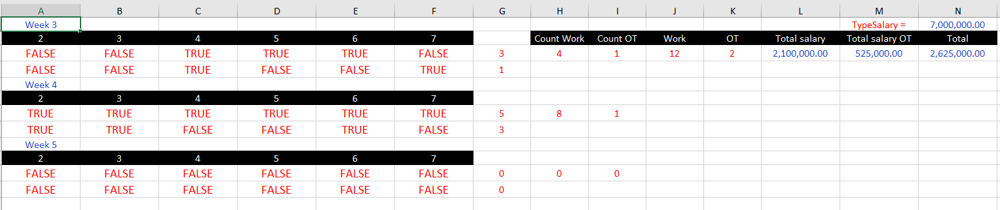 A B C D E F G H I J K L M N
Week 3 TypeSalary = 7,000,000.00
2 3 4 5 6 7 Count Work Count OT Work OT Total salary Total salary OT Total
FALSE FALSE TRUE TRUE TRUE FALSE 3 4 1 12 2 2,100,000.00 525,000.00 2,625,000.00
FALSE FALSE TRUE FALSE FALSE TRUE 1
Week 4
2 3 4 5 6 7
TRUE TRUE TRUE TRUE TRUE TRUE 5 8 1
TRUE TRUE FALSE FALSE TRUE FALSE 3
Week 5
2 3 4 5 6 7
FALSE FALSE FALSE FALSE FALSE FALSE 0 0 0
FALSE FALSE FALSE FALSE FALSE FALSE 0